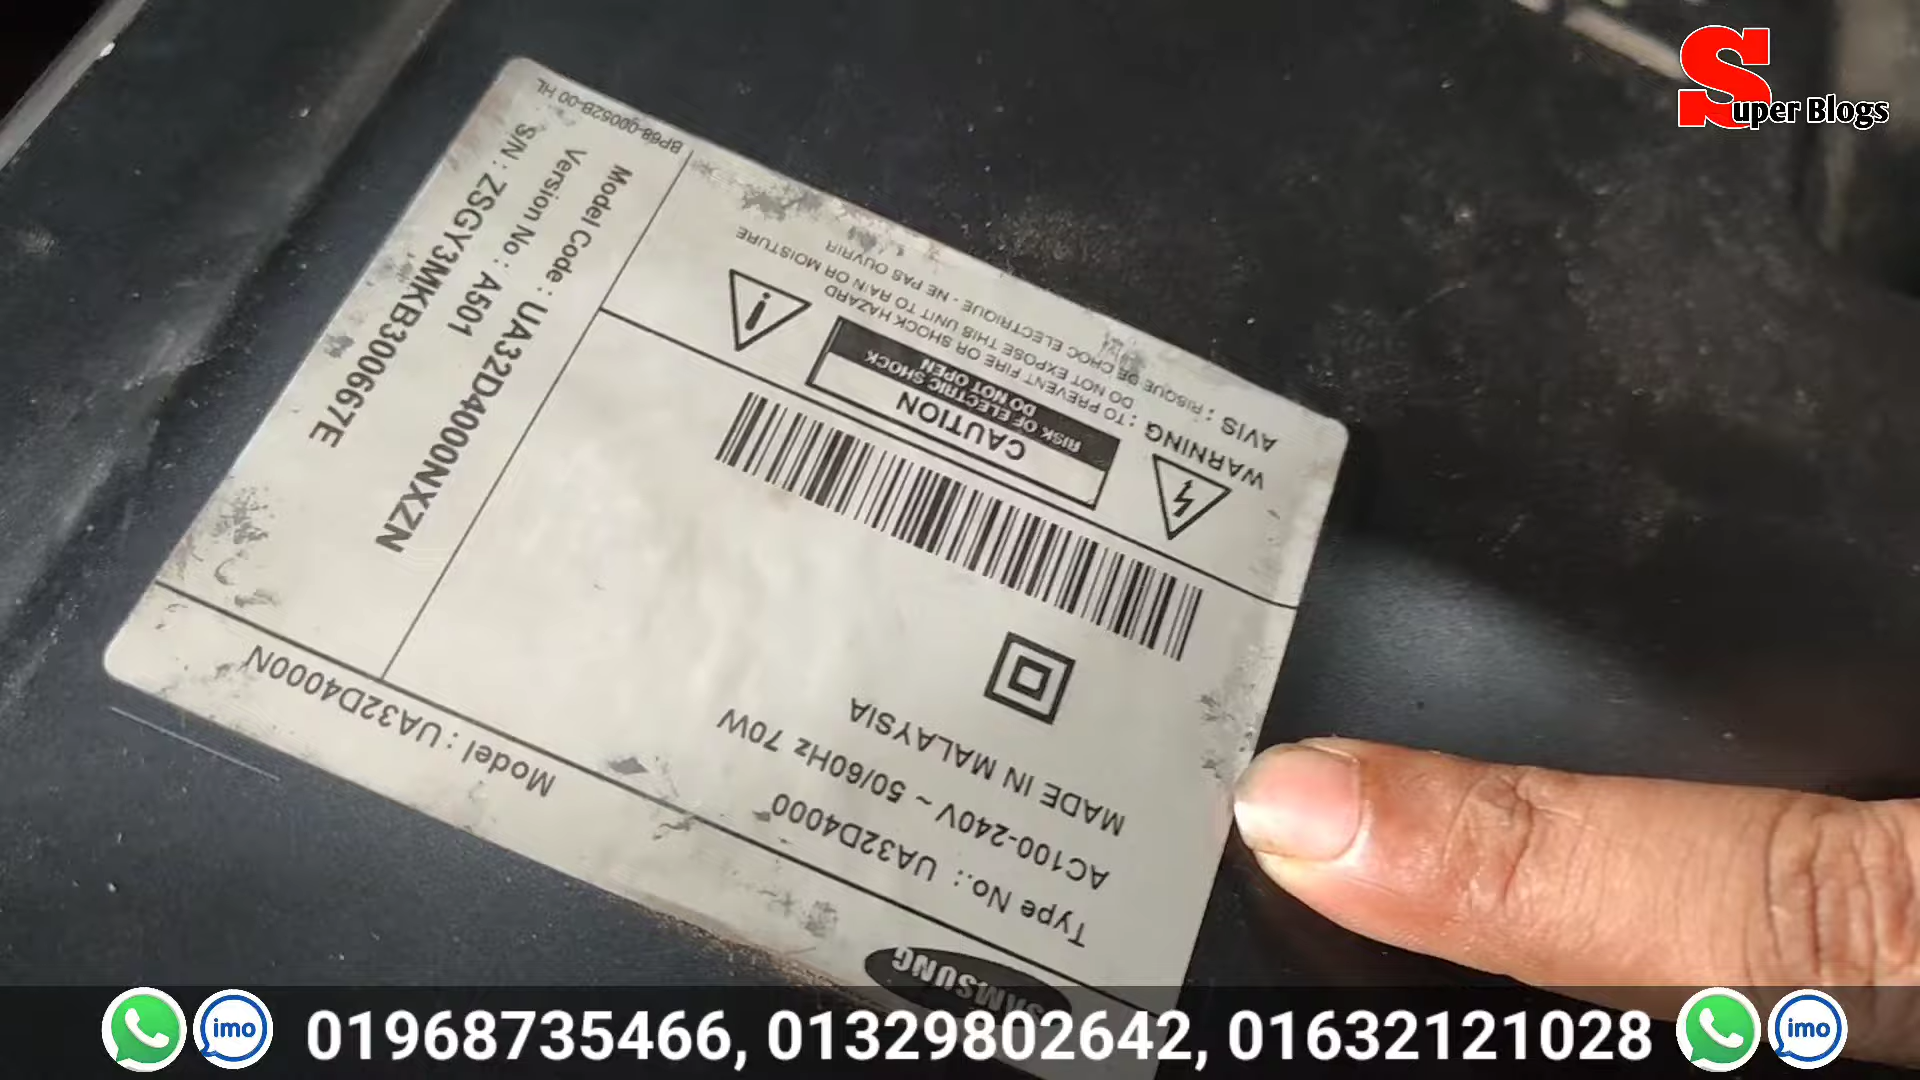 Super Blogs
SAMSUNG
Model : UA32D4000N
Type No.: UA32D4000
AC100-240V ~ 50/60Hz 70W
MADE IN MALAYSIA
CAUTION
RISK OF ELECTRIC SHOCK
DO NOT OPEN
WARNING : TO PREVENT FIRE OR SHOCK HAZARD
DO NOT EXPOSE THIS UNIT TO RAIN OR MOISTURE
AVIS : RISQUE DE CHOC ELECTRIQUE - NE PAS OUVRIR
Model Code : UA32D4000NXZN
Version No : A501
S/N : ZSGY3MKB300667E
BP68-00052B-00 HL
imo 01968735466, 01329802642, 01632121028 imo